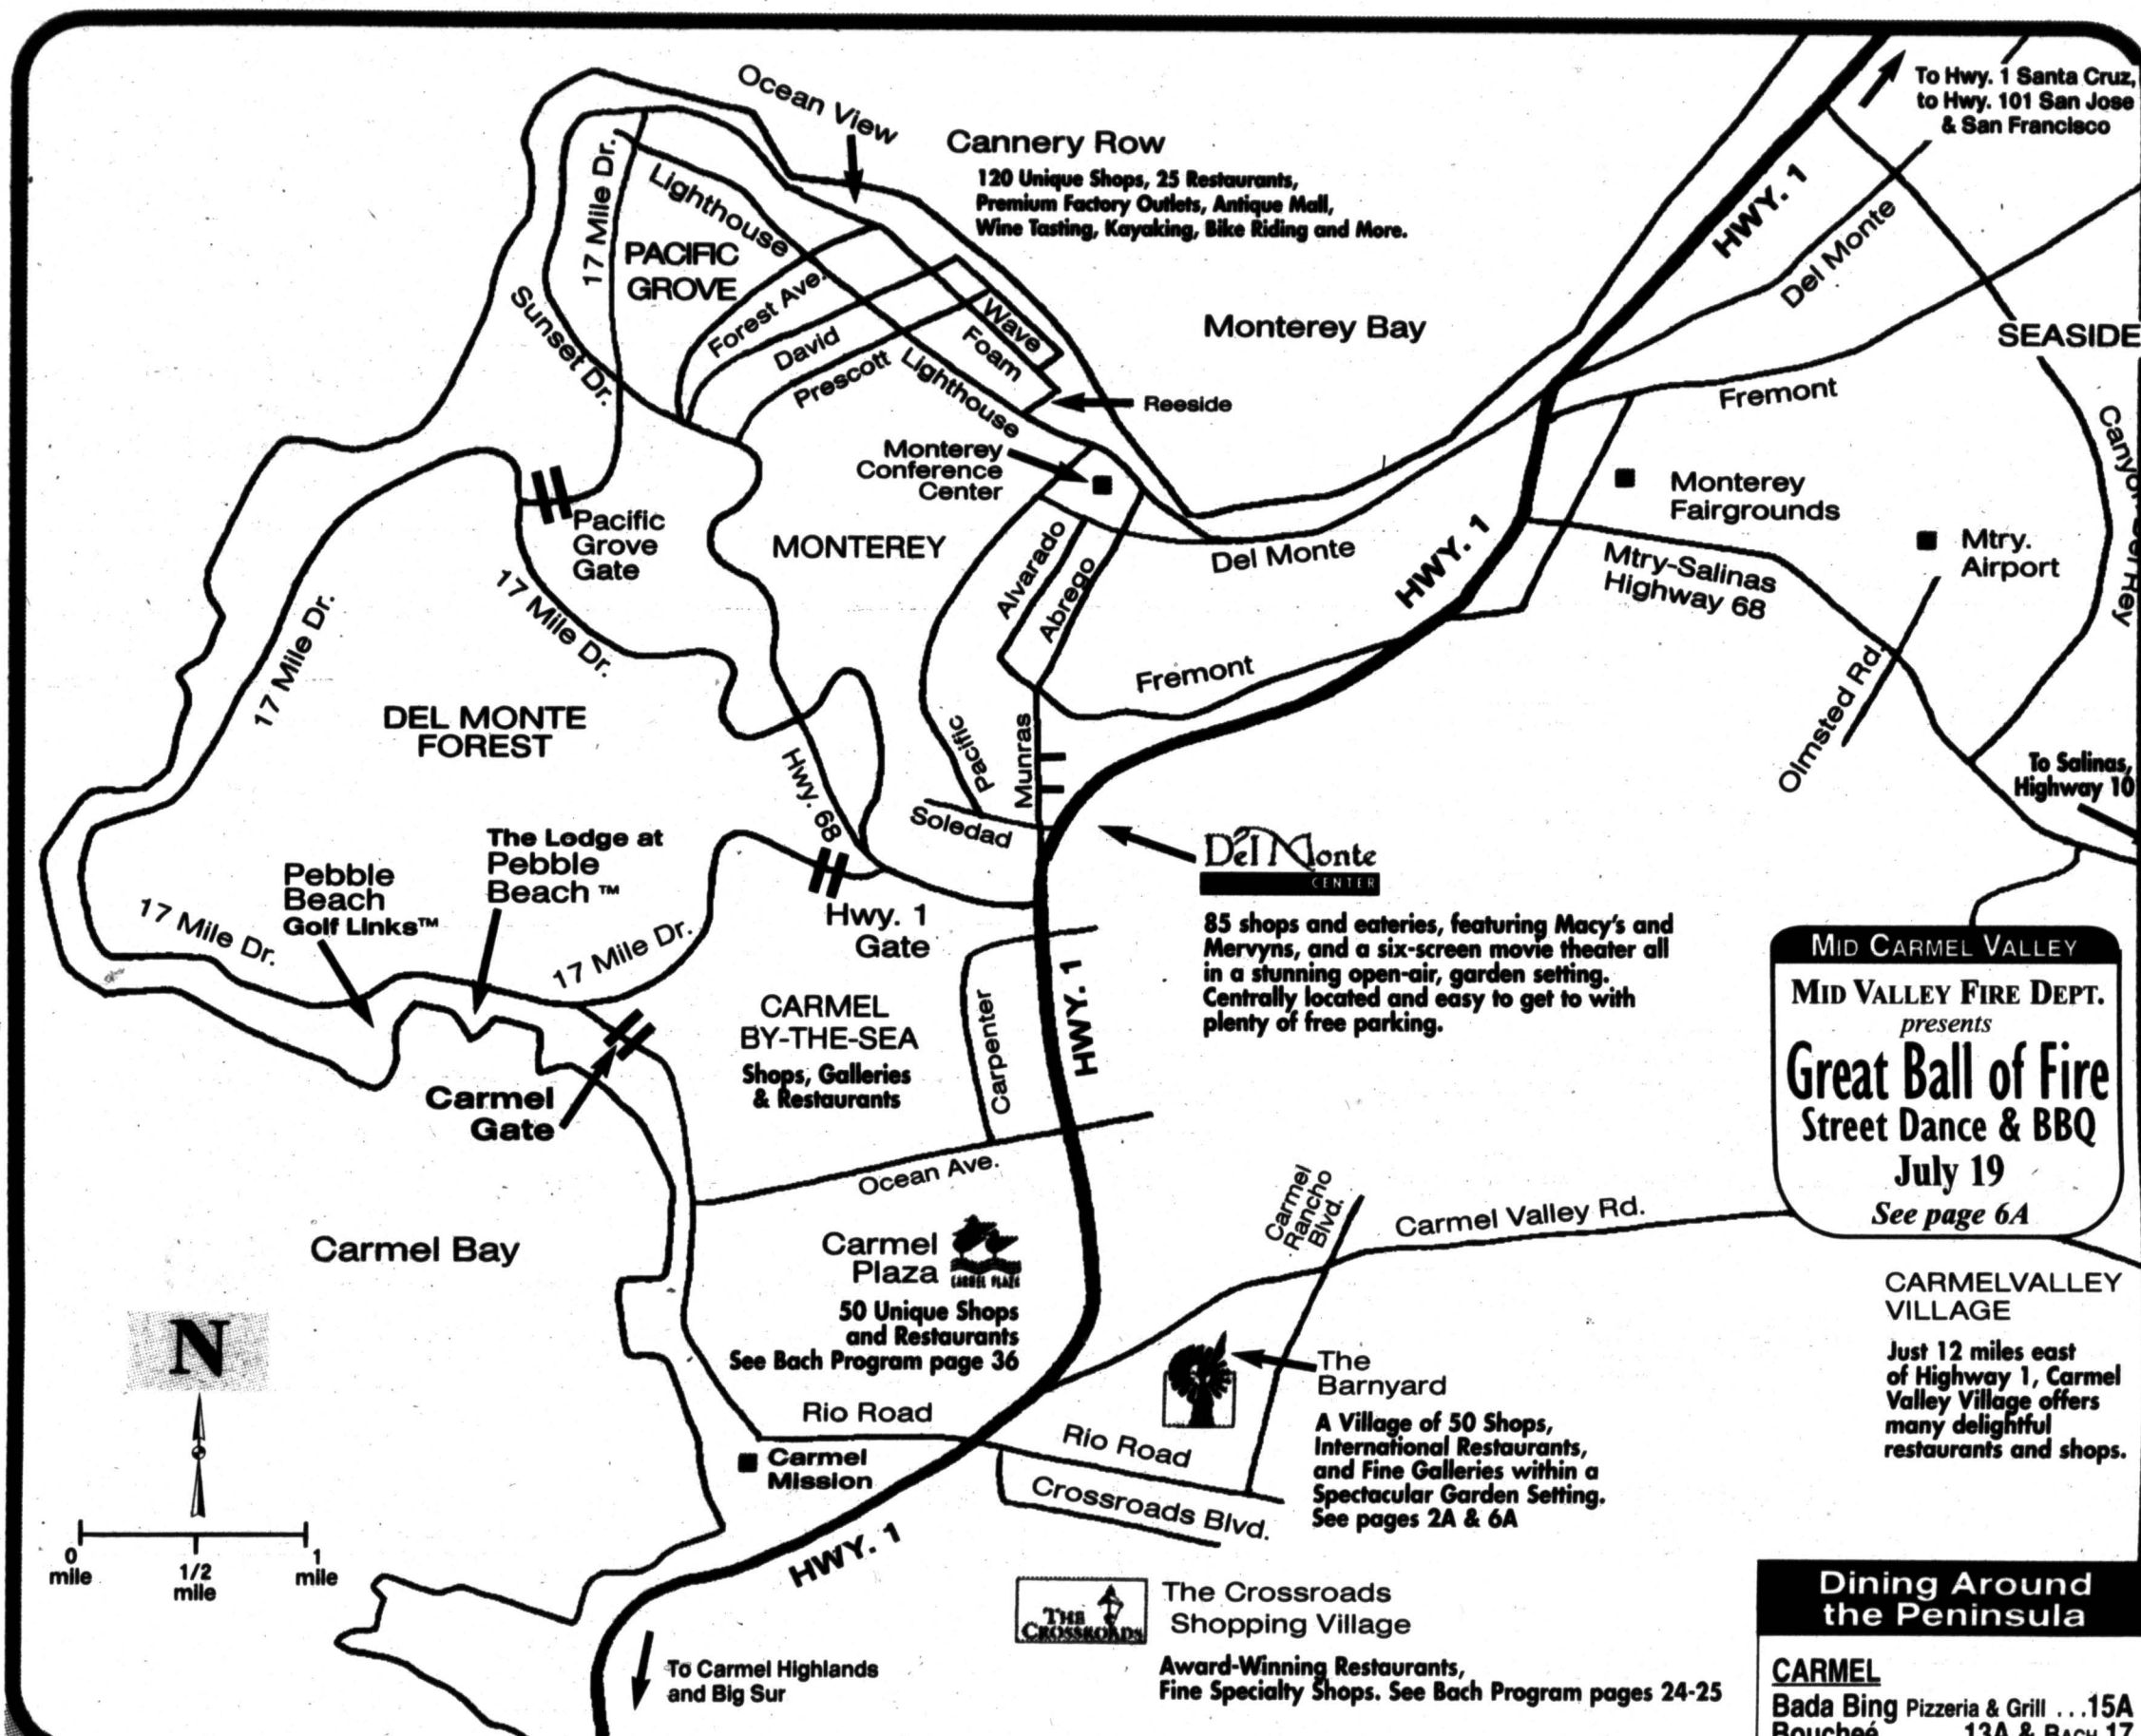 Ocean View
Cannery Row
120 Unique Shops, 25 Restaurants,
Premium Factory Outlets, Antique Mall,
Wine Tasting, Kayaking, Bike Riding and More.
To Hwy. 1 Santa Cruz,
to Hwy. 101 San Jose
& San Francisco
17 Mile Dr.
Lighthouse
PACIFIC
GROVE
Sunset Dr.
Forest Ave.
David
Prescott
Lighthouse
Wave
Foam
Reeside
Monterey Bay
HWY. 1
Del Monte
SEASIDE
Fremont
Canyon Del Rey
Monterey
Conference
Center
Monterey
Fairgrounds
Mtry.
Airport
Pacific
Grove
Gate
MONTEREY
Alvarado
Abrego
Del Monte
HWY. 1
Mtry-Salinas
Highway 68
17 Mile Dr.
17 Mile Dr.
Fremont
Olmsted Rd.
DEL MONTE
FOREST
Hwy. 68
Pacific
Munras
Soledad
To Salinas,
Highway 10
The Lodge at
Pebble
Beach ™
Pebble
Beach
Golf Links™
17 Mile Dr.
17 Mile Dr.
Hwy. 1
Gate
Del Monte
CENTER
85 shops and eateries, featuring Macy's and
Mervyns, and a six-screen movie theater all
in a stunning open-air, garden setting.
Centrally located and easy to get to with
plenty of free parking.
MID CARMEL VALLEY
MID VALLEY FIRE DEPT.
presents
Great Ball of Fire
Street Dance & BBQ
July 19
See page 6A
CARMEL
BY-THE-SEA
Shops, Galleries
& Restaurants
Carpenter
HWY. 1
Carmel
Gate
Ocean Ave.
Carmel
Rancho
Blvd.
Carmel Valley Rd.
Carmel Bay
Carmel
Plaza
CARMEL PLAZA
50 Unique Shops
and Restaurants
See Bach Program page 36
CARMELVALLEY
VILLAGE
Just 12 miles east
of Highway 1, Carmel
Valley Village offers
many delightful
restaurants and shops.
N
The
Barnyard
A Village of 50 Shops,
International Restaurants,
and Fine Galleries within a
Spectacular Garden Setting.
See pages 2A & 6A
Rio Road
Rio Road
Carmel
Mission
Crossroads Blvd.
HWY. 1
0
mile
1/2
mile
1
mile
THE
CROSSROADS
The Crossroads
Shopping Village
Award-Winning Restaurants,
Fine Specialty Shops. See Bach Program pages 24-25
To Carmel Highlands
and Big Sur
Dining Around
the Peninsula
CARMEL
Bada Bing Pizzeria & Grill ...15A
Boucheé 13A & BACH 17